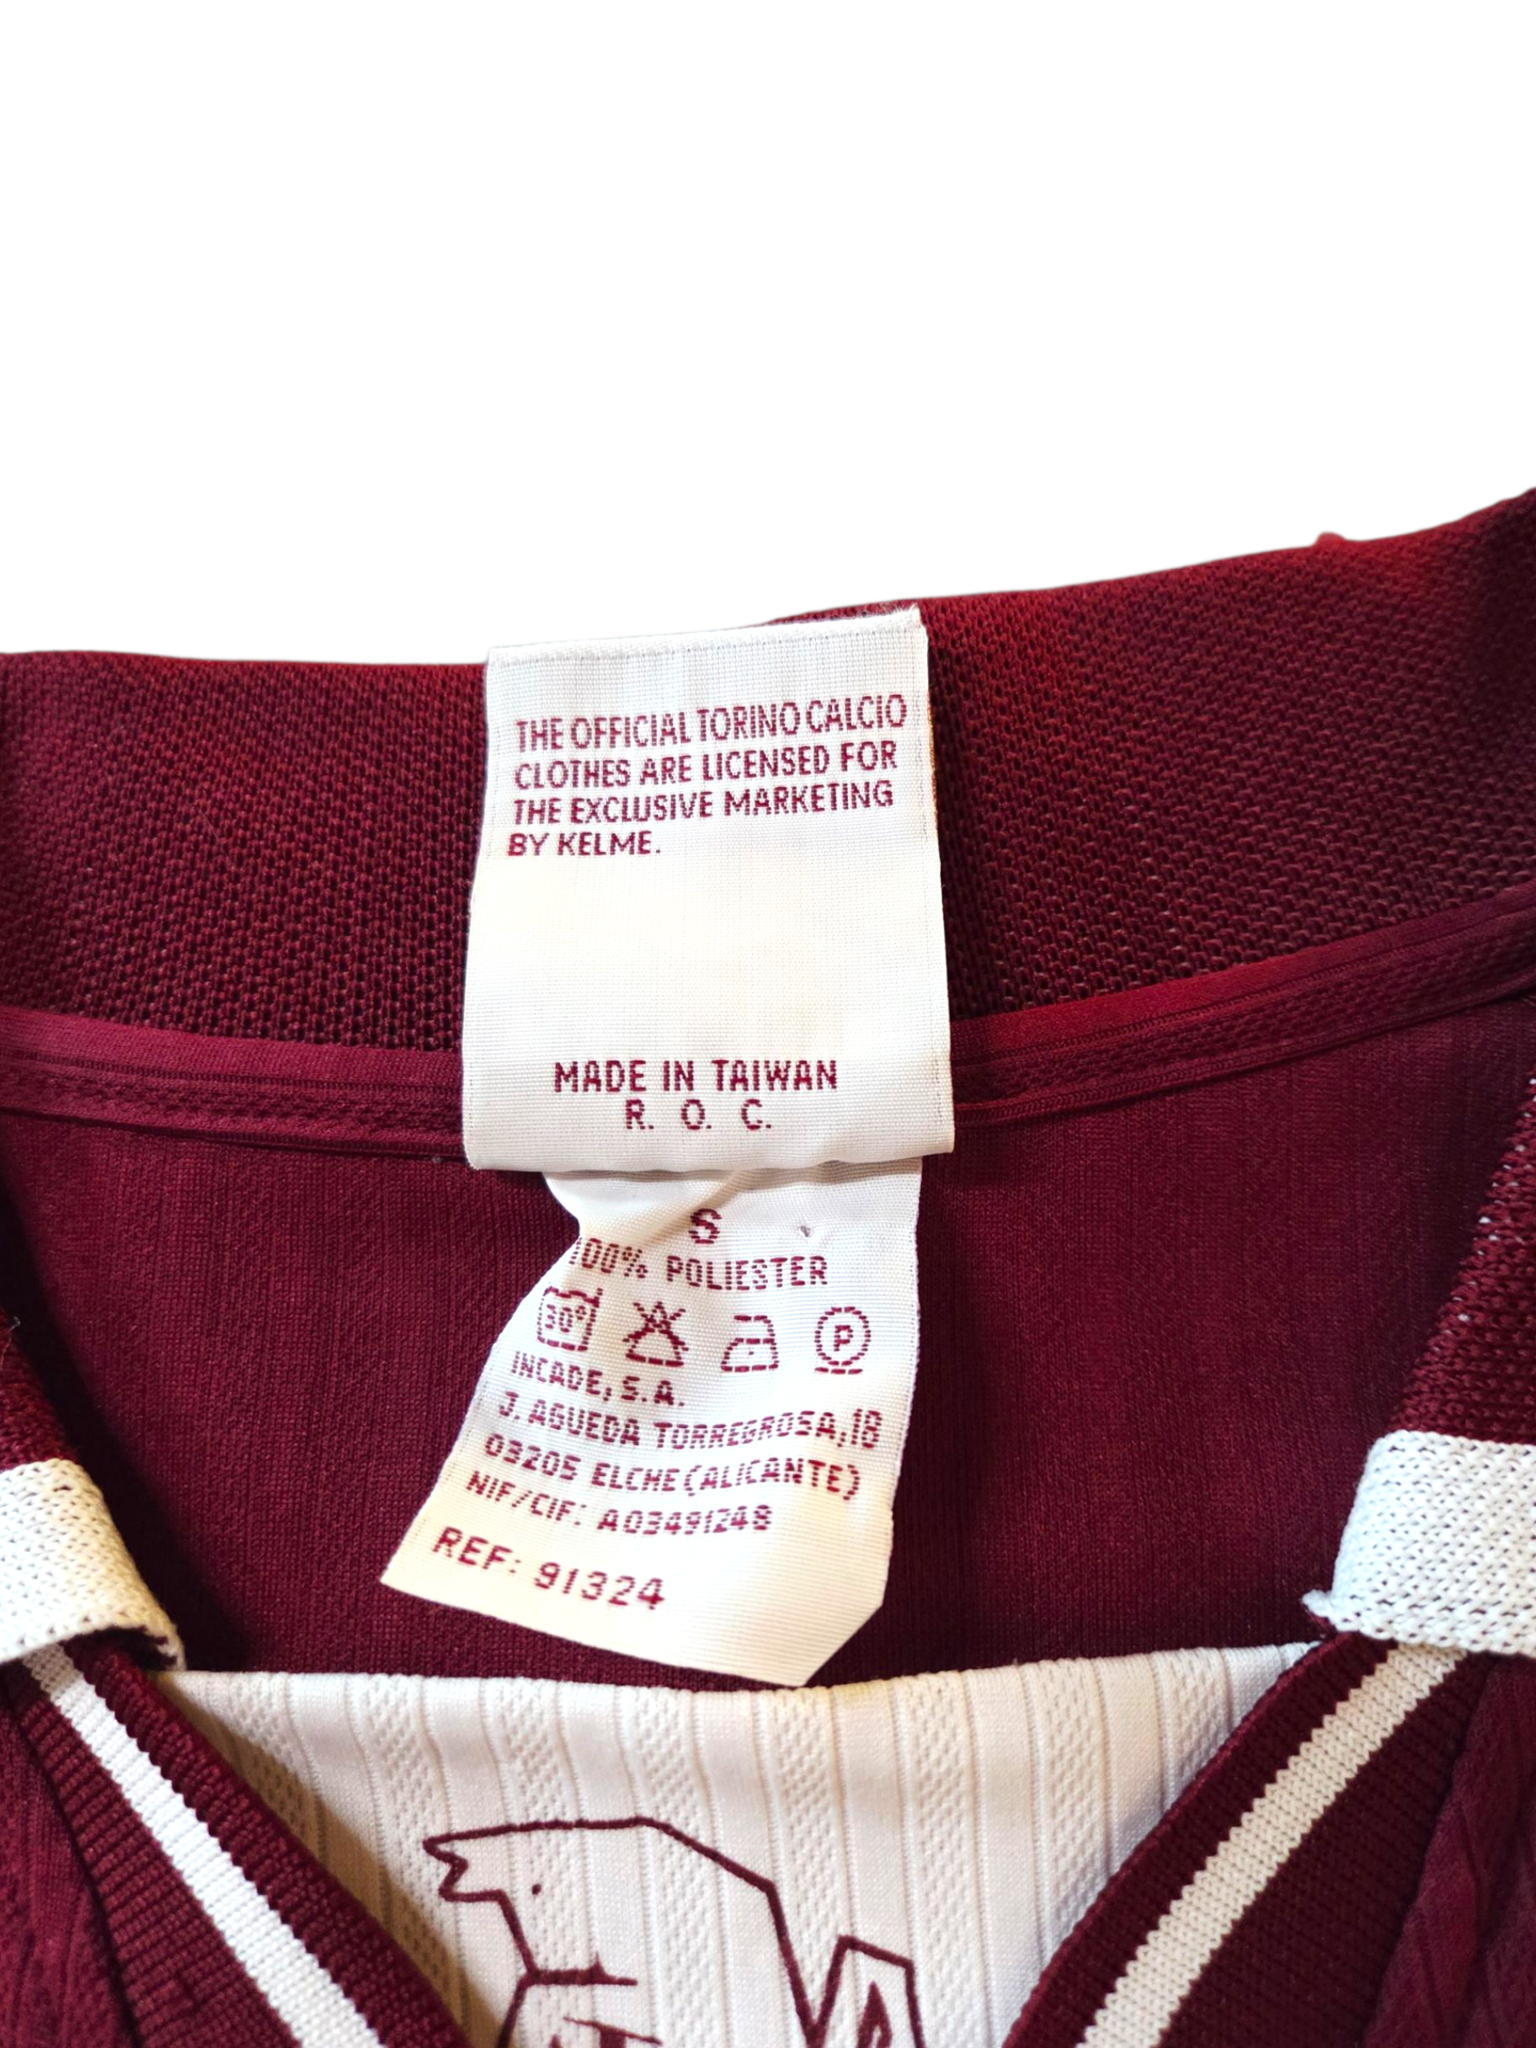 THE OFFICIAL TORINO CALCIO
CLOTHES ARE LICENSED FOR
THE EXCLUSIVE MARKETING
BY KELME.
MADE IN TAIWAN
R. O. C.
S
100% POLIESTER
30° P
INCADE, S.A.
J. AGUEDA TORREGROSA, 18
03205 ELCHE (ALICANTE)
NIF/CIF: A03491248
REF: 91324